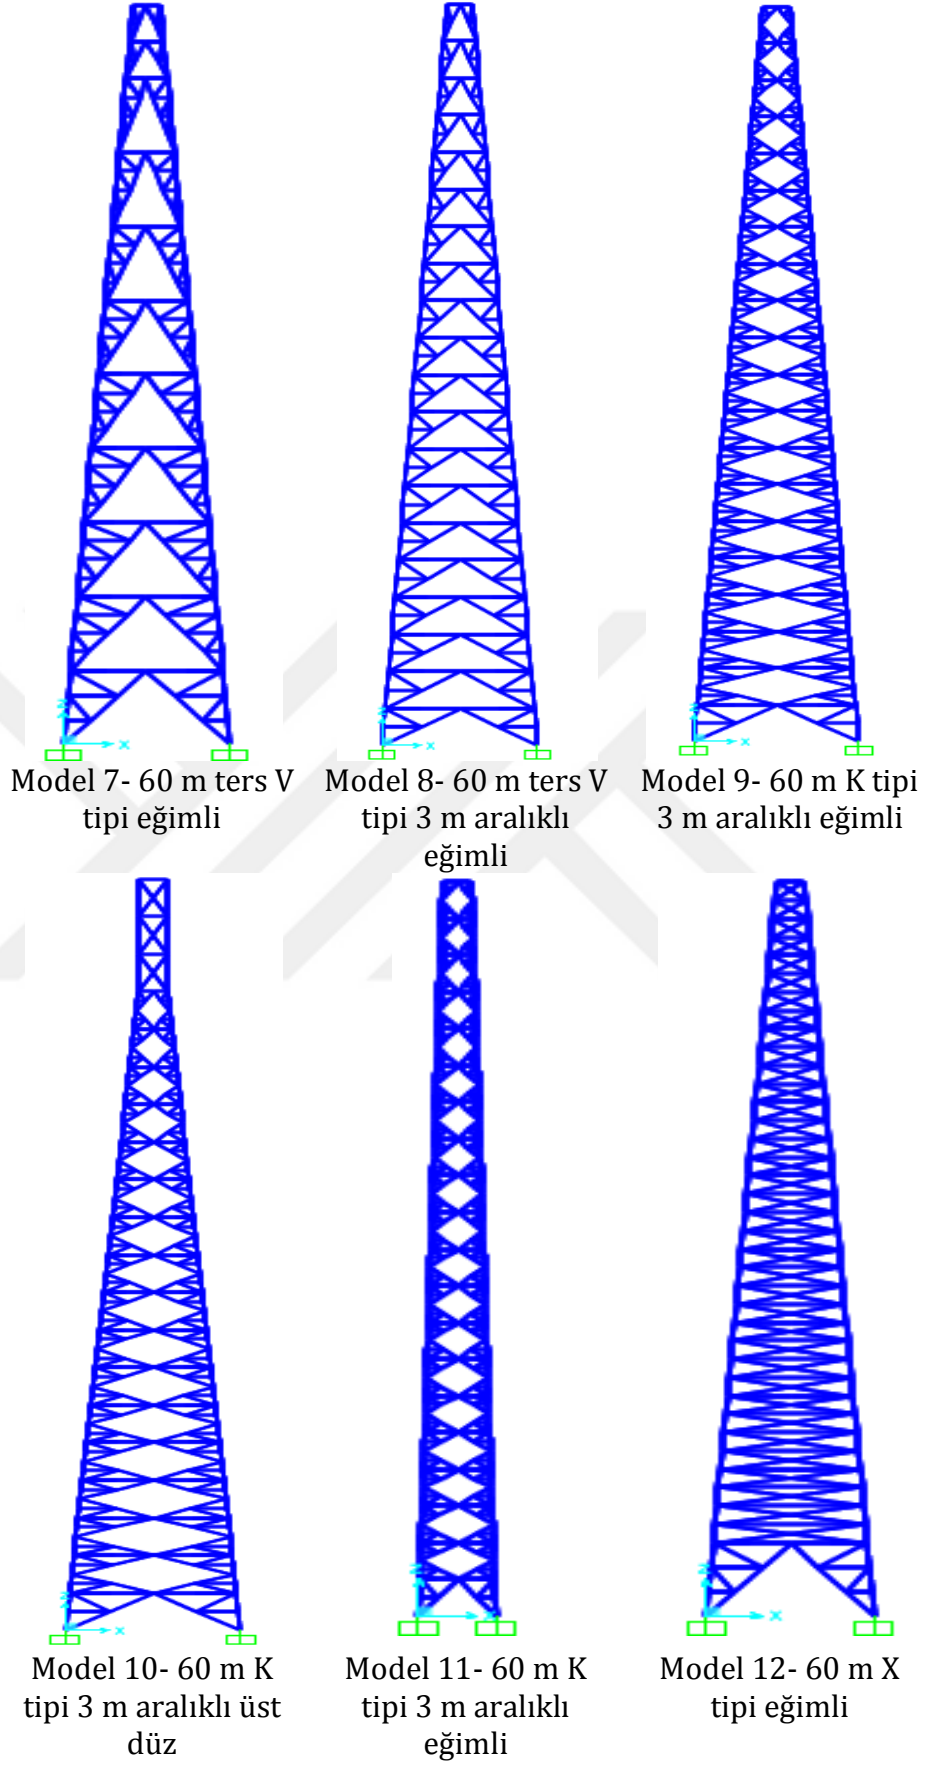 Model 7- 60 m ters V
tipi eğimli
Model 8- 60 m ters V
tipi 3 m aralıklı
eğimli
Model 9- 60 m K tipi
3 m aralıklı eğimli
Model 10- 60 m K
tipi 3 m aralıklı üst
düz
Model 11- 60 m K
tipi 3 m aralıklı
eğimli
Model 12- 60 m X
tipi eğimli